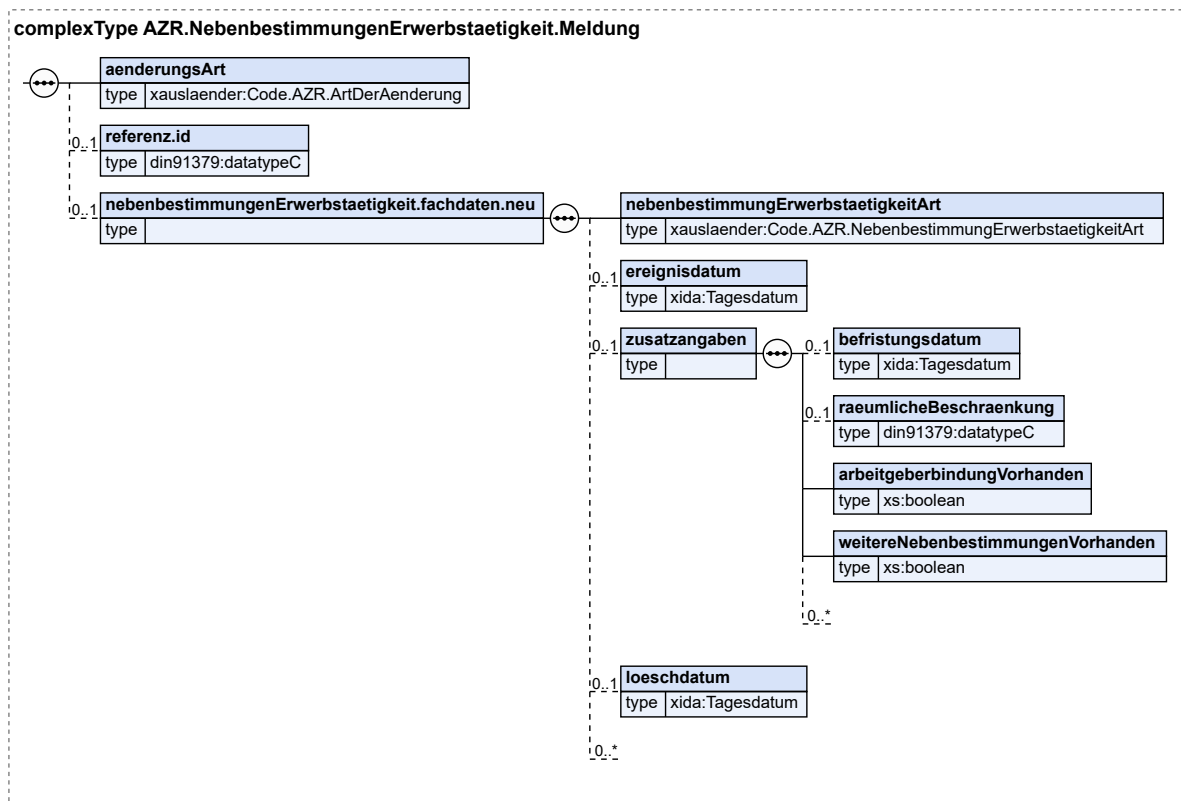 complexType AZR.NebenbestimmungenErwerbstaetigkeit.Meldung
aenderungsArt
type xauslaender:Code.AZR.ArtDerAenderung
0..1 referenz.id
type din91379:datatypeC
0..1 nebenbestimmungenErwerbstaetigkeit.fachdaten.neu
type
nebenbestimmungErwerbstaetigkeitArt
type xauslaender:Code.AZR.NebenbestimmungErwerbstaetigkeitArt
0..1 ereignisdatum
type xida:Tagesdatum
0..1 zusatzangaben
type
0..1 befristungsdatum
type xida:Tagesdatum
0..1 raeumlicheBeschraenkung
type din91379:datatypeC
arbeitgeberbindungVorhanden
type xs:boolean
weitereNebenbestimmungenVorhanden
type xs:boolean
0..*
0..1 loeschdatum
type xida:Tagesdatum
0..*